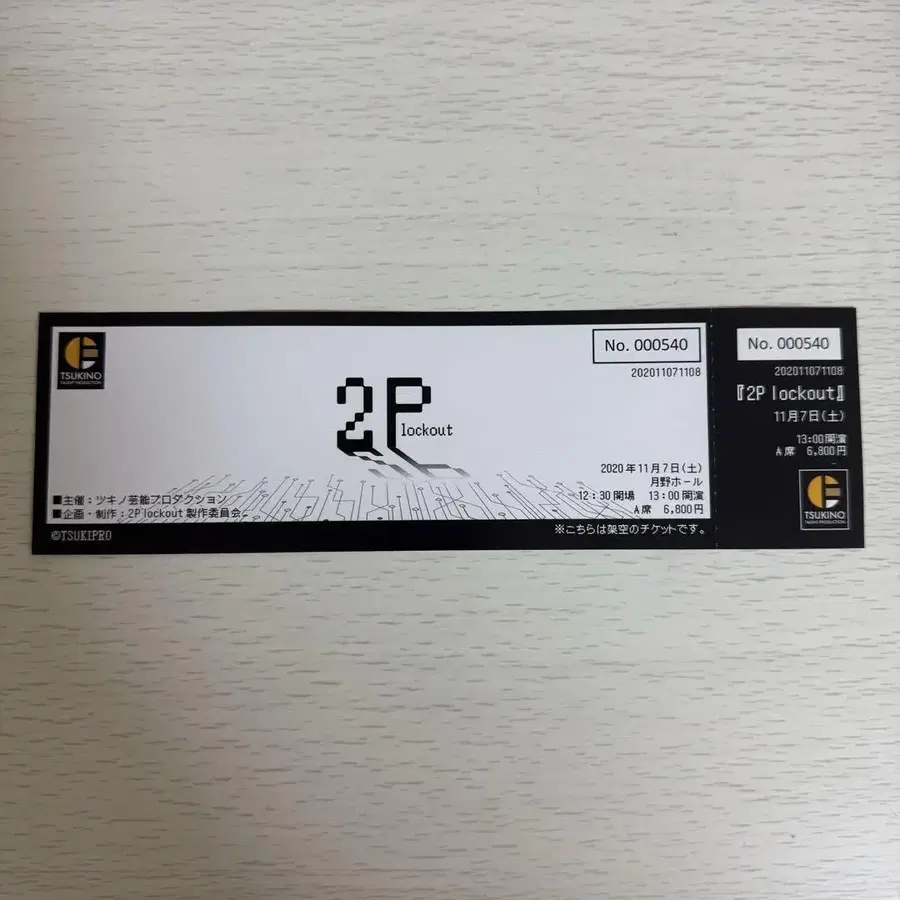 TSUKINO
TALENT PRODUCTION
No. 000540
202011071108
2P
lockout
2020年11月7日(土)
月野ホール
12:30開場 13:00開演
A席 6,800円
■主催：ツキノ芸能プロダクション
■企画・制作：2P lockout 製作委員会
©TSUKIPRO
※こちらは架空のチケットです。
No. 000540
202011071108
『2P lockout』
11月7日(土)
13:00開演
A席 6,800円
TSUKINO
TALENT PRODUCTION